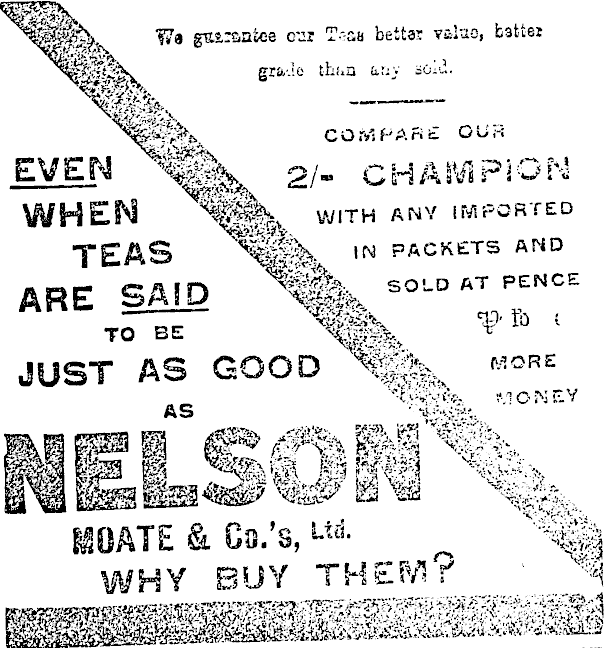 We guarantee our Teas better value, better
grade than any sold.
COMPARE OUR
2/- CHAMPION
WITH ANY IMPORTED
IN PACKETS AND
SOLD AT PENCE
℔
MORE
MONEY
EVEN
WHEN
TEAS
ARE SAID
TO BE
JUST AS GOOD
AS
NELSON
MOATE & Co.'s, Ltd.
WHY BUY THEM?